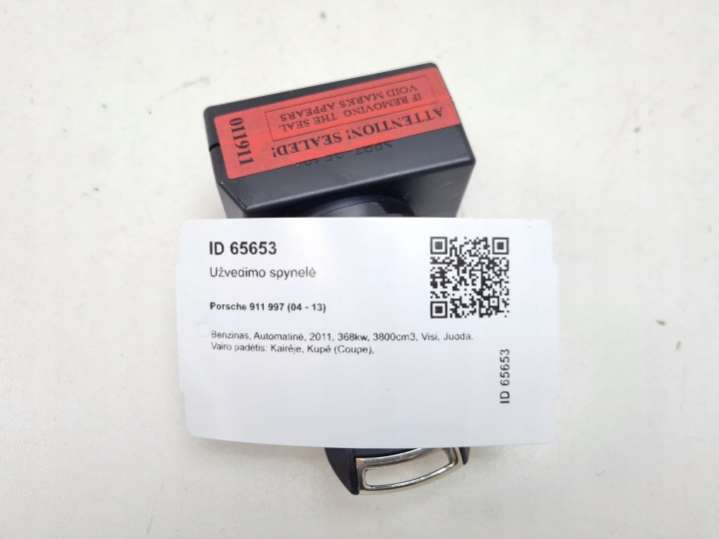 IF REMOVING THE SEAL
VOID MARKS APPEARS
ATTENTION! SEALED!
011911
ID 65653
Užvedimo spynelė
Porsche 911 997 (04 - 13)
Benzinas, Automatinė, 2011, 368kw, 3800cm3, Visi, Juoda,
Vairo padėtis: Kairėje, Kupė (Coupe),
ID 65653